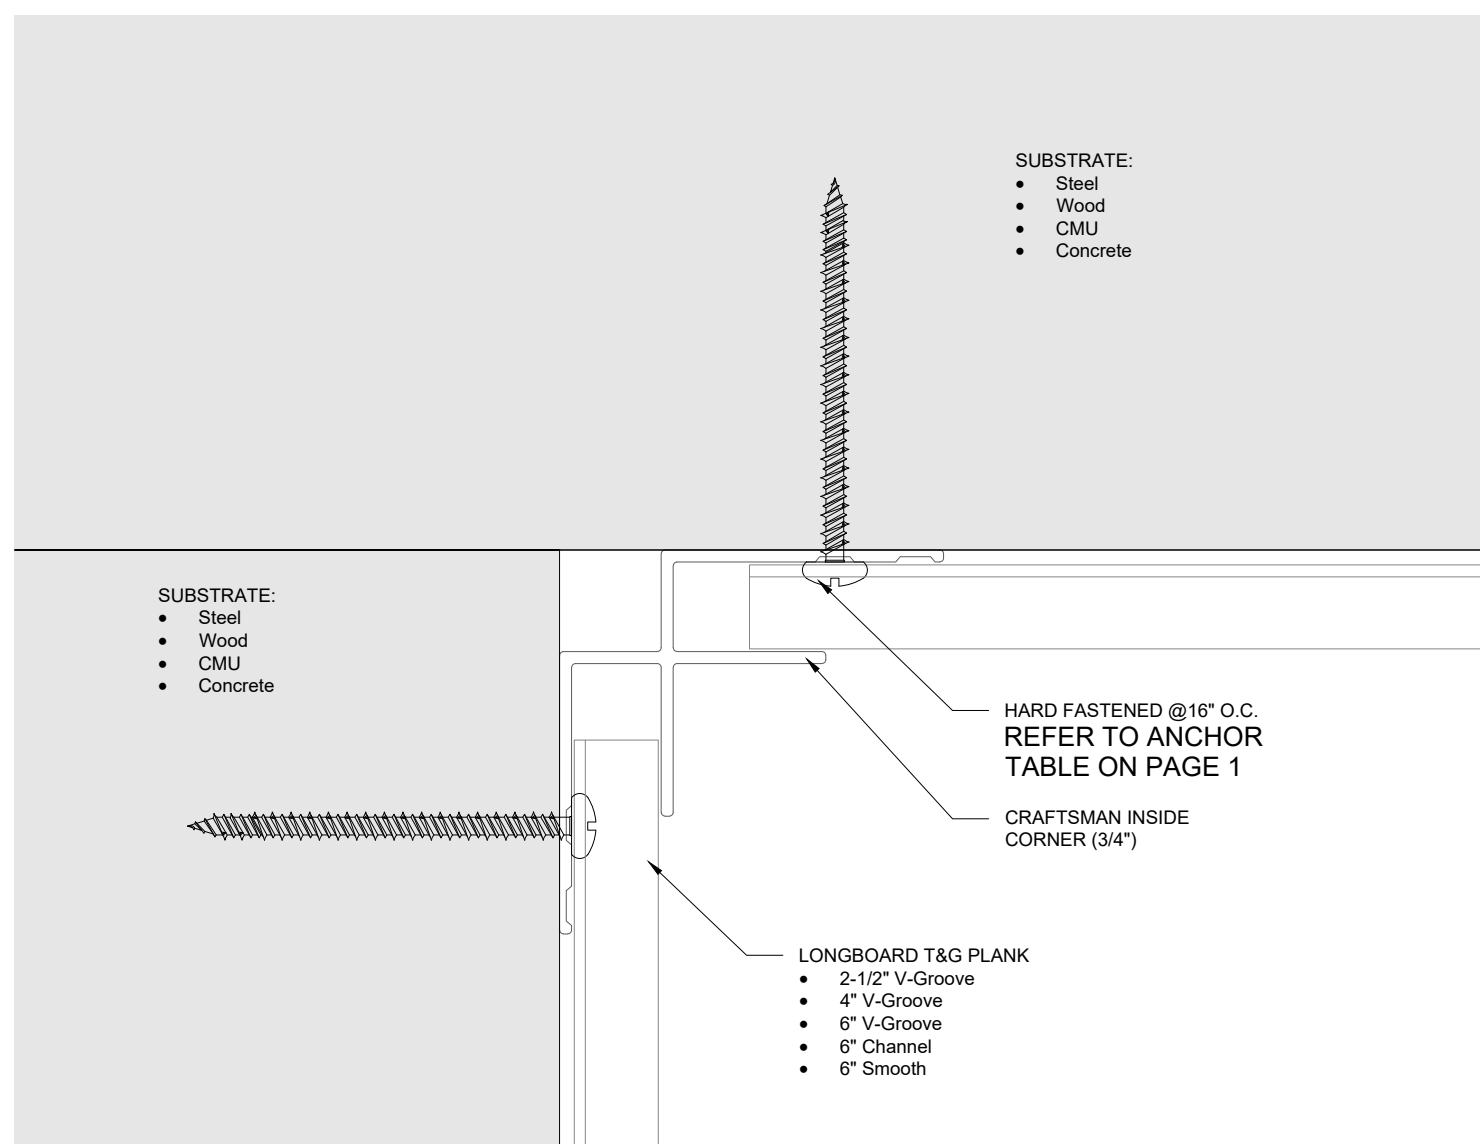 SUBSTRATE:
• Steel
• Wood
• CMU
• Concrete
SUBSTRATE:
• Steel
• Wood
• CMU
• Concrete
HARD FASTENED @16" O.C.
REFER TO ANCHOR
TABLE ON PAGE 1
CRAFTSMAN INSIDE
CORNER (3/4")
LONGBOARD T&G PLANK
• 2-1/2" V-Groove
• 4" V-Groove
• 6" V-Groove
• 6" Channel
• 6" Smooth